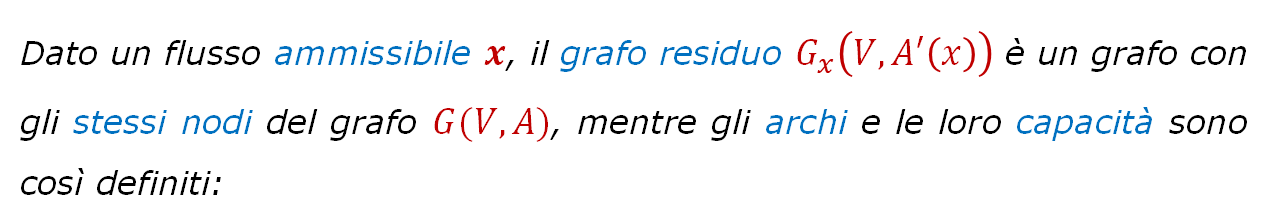 Dato un flusso ammissibile x, il grafo residuo Gₓ(V, A′(x)) è un grafo con
gli stessi nodi del grafo G(V, A), mentre gli archi e le loro capacità sono
così definiti: